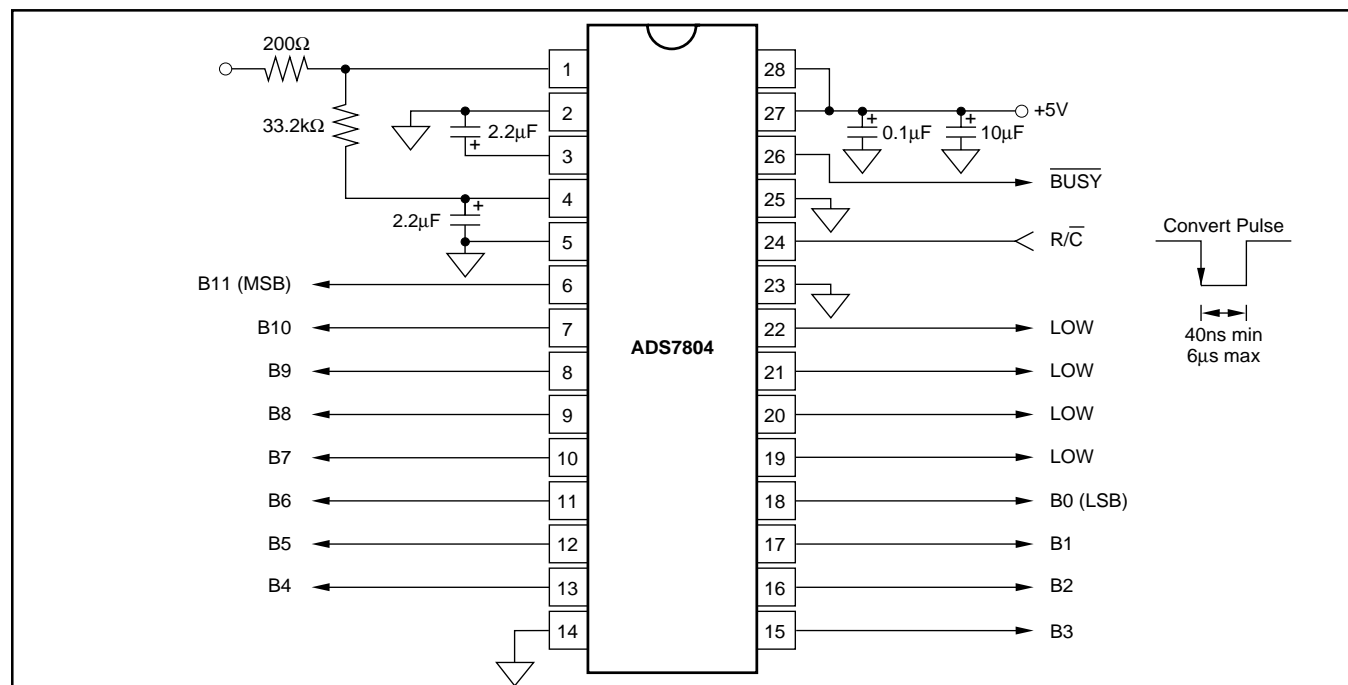 200Ω
33.2kΩ
2.2μF
+
+
2.2μF
B11 (MSB)
B10
B9
B8
B7
B6
B5
B4
1
2
3
4
5
6
7
8
9
10
11
12
13
14
ADS7804
28
27
26
25
24
23
22
21
20
19
18
17
16
15
+
0.1μF
+
10μF
+5V
BUSY
R/C
LOW
LOW
LOW
LOW
B0 (LSB)
B1
B2
B3
Convert Pulse
40ns min
6μs max